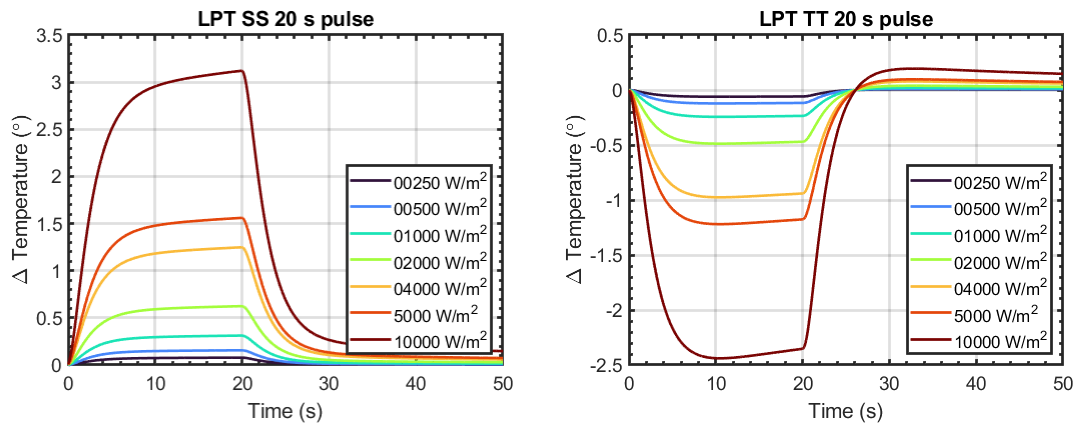 LPT SS 20 s pulse
3.5
3
2.5
2
1.5
1
0.5
0
Δ Temperature (°)
0 10 20 30 40 50
Time (s)
00250 W/m²
00500 W/m²
01000 W/m²
02000 W/m²
04000 W/m²
5000 W/m²
10000 W/m²
LPT TT 20 s pulse
0.5
0
-0.5
-1
-1.5
-2
-2.5
Δ Temperature (°)
0 10 20 30 40 50
Time (s)
00250 W/m²
00500 W/m²
01000 W/m²
02000 W/m²
04000 W/m²
5000 W/m²
10000 W/m²